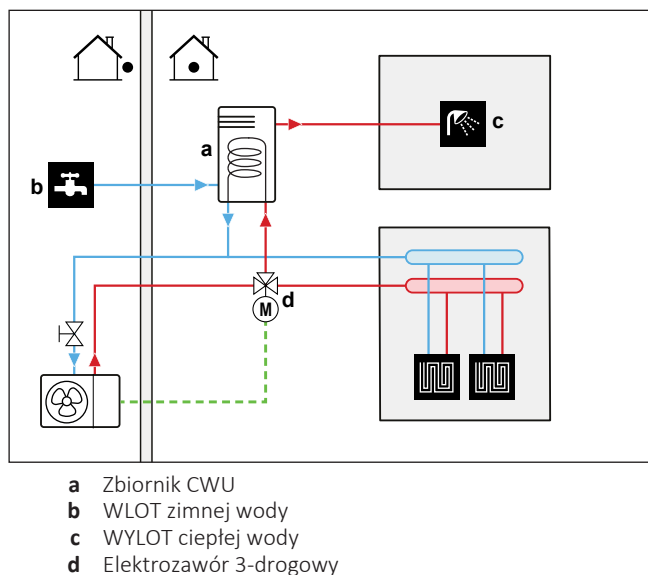 a
b
c
d
M
a Zbiornik CWU
b WLOT zimnej wody
c WYLOT ciepłej wody
d Elektrozawór 3-drogowy